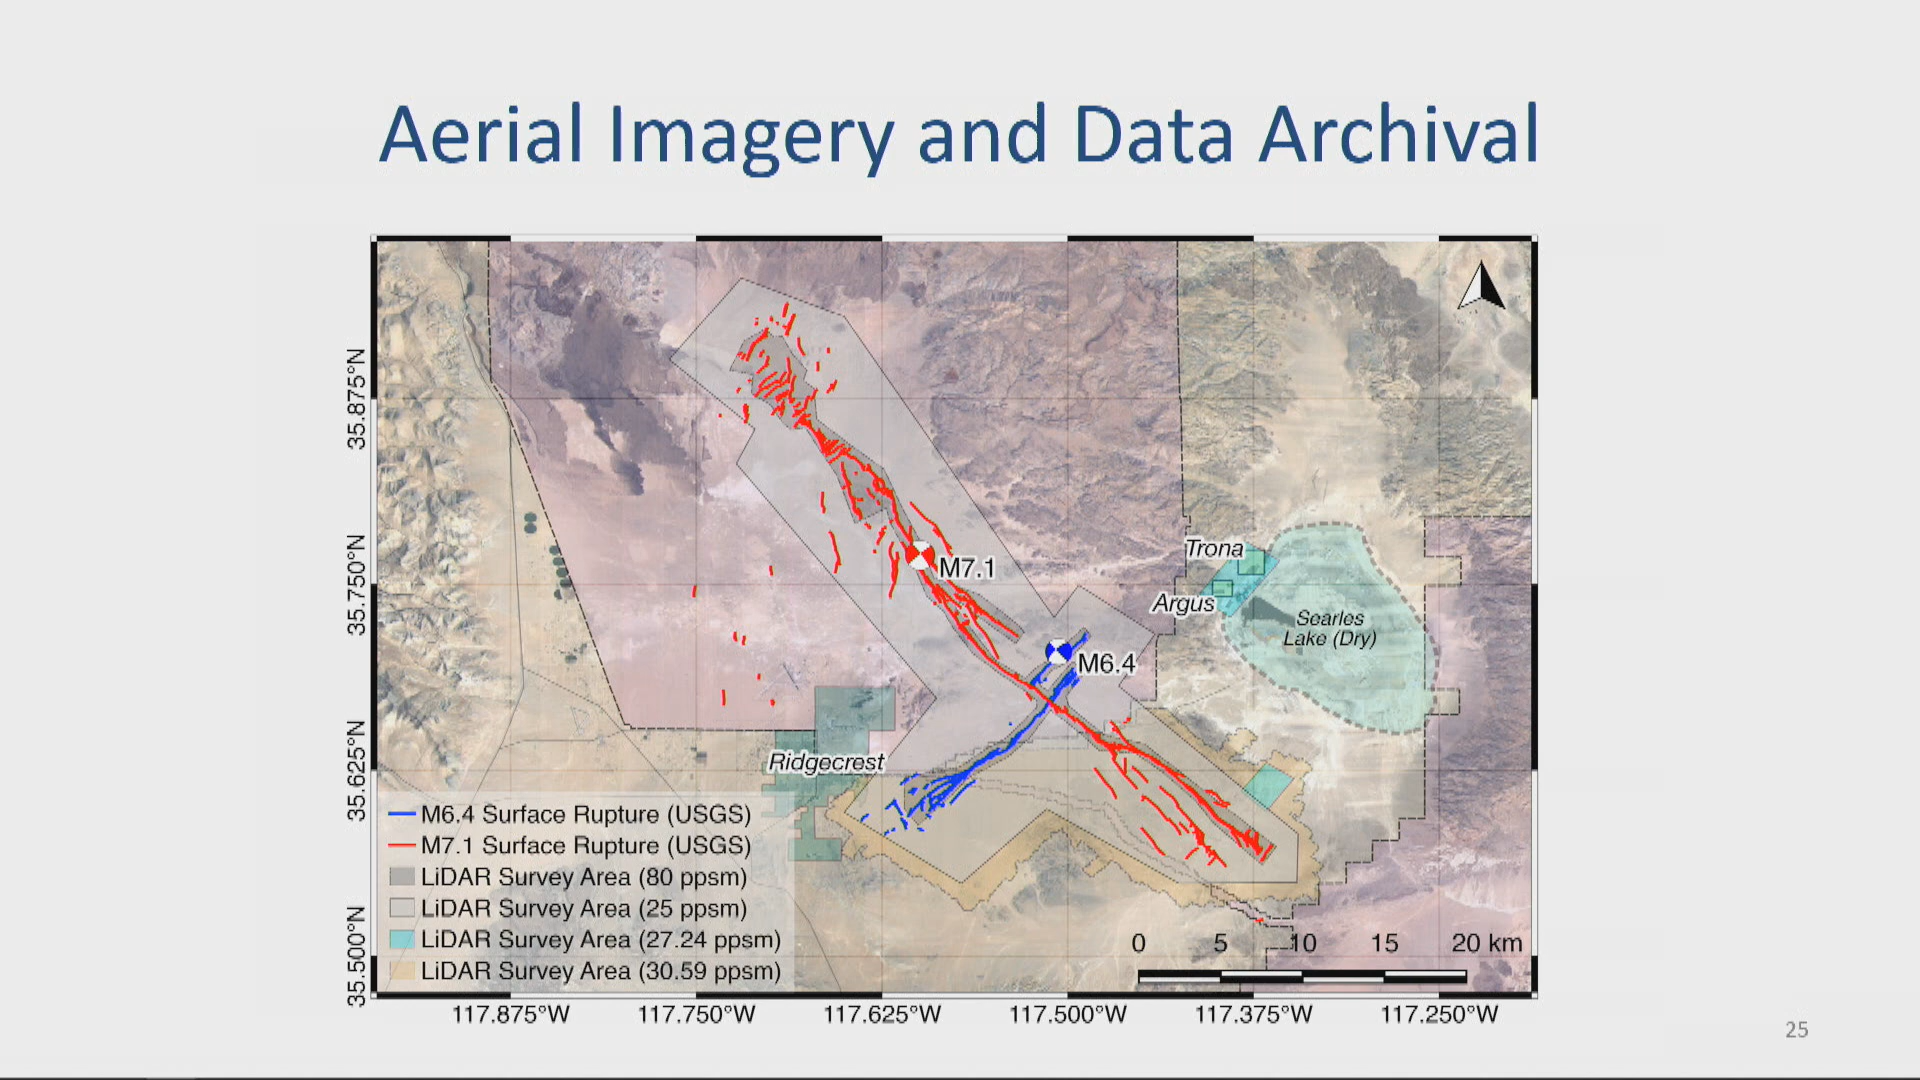 Aerial Imagery and Data Archival
35.875°N
35.750°N
35.625°N
35.500°N
M7.1
M6.4
Trona
Argus
Searles
Lake (Dry)
Ridgecrest
M6.4 Surface Rupture (USGS)
M7.1 Surface Rupture (USGS)
LiDAR Survey Area (80 ppsm)
LiDAR Survey Area (25 ppsm)
LiDAR Survey Area (27.24 ppsm)
LiDAR Survey Area (30.59 ppsm)
0 5 10 15 20 km
117.875°W 117.750°W 117.625°W 117.500°W 117.375°W 117.250°W
25